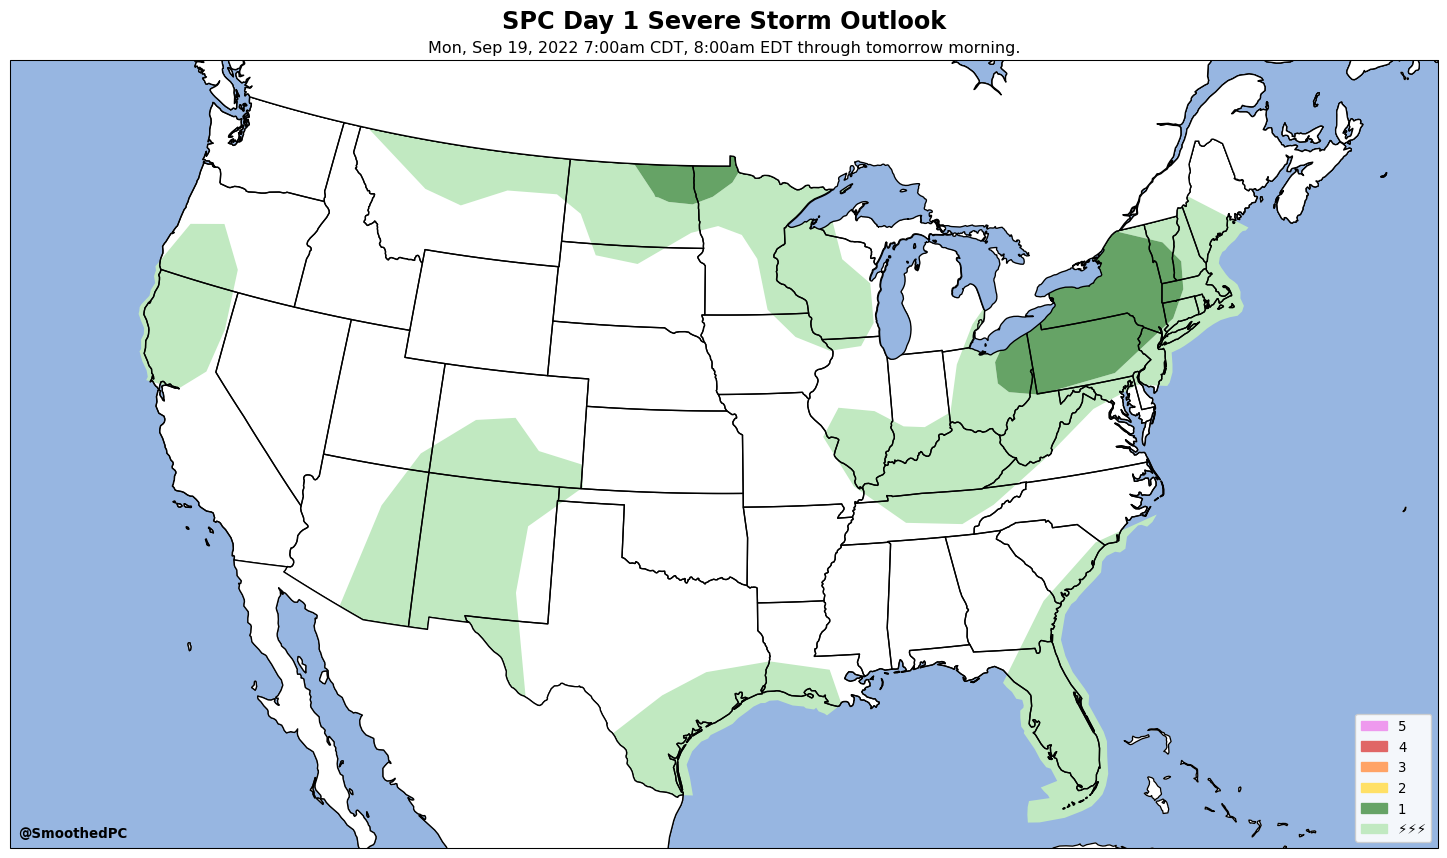 SPC Day 1 Severe Storm Outlook
Mon, Sep 19, 2022 7:00am CDT, 8:00am EDT through tomorrow morning.
5
4
3
2
1
⚡⚡⚡
@SmoothedPC